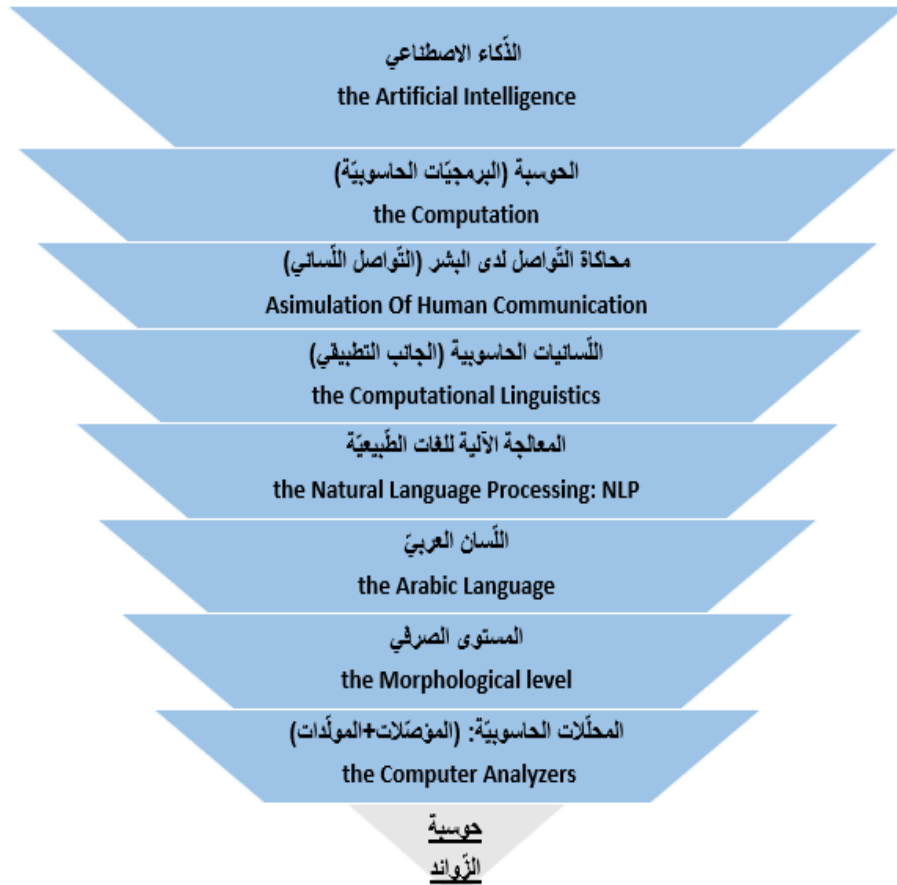 الذّكاء الاصطناعي
the Artificial Intelligence
الحوسبة (البرمجيّات الحاسوبيّة)
the Computation
محاكاة التّواصل لدى البشر (التّواصل اللّساني)
Asimulation Of Human Communication
اللّسانيات الحاسوبية (الجانب التطبيقي)
the Computational Linguistics
المعالجة الآلية للغات الطّبيعيّة
the Natural Language Processing: NLP
اللّسان العربيّ
the Arabic Language
المستوى الصرفي
the Morphological level
المحلّلات الحاسوبيّة: (المؤصّلات+المولّدات)
the Computer Analyzers
حوسبة
الزّوائد